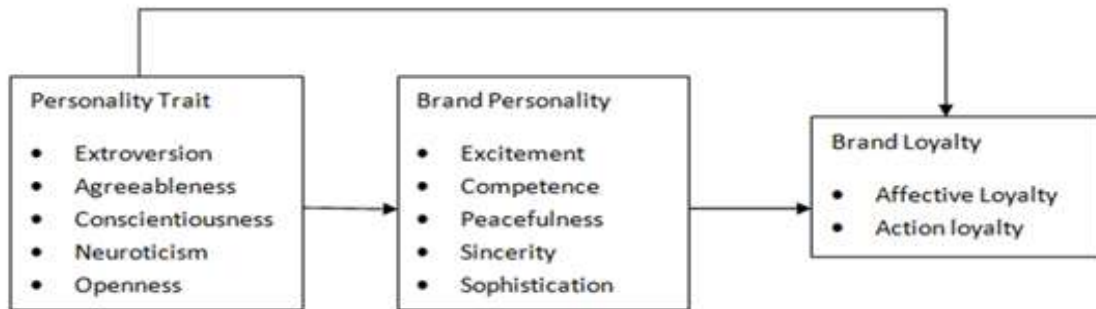 Personality Trait
• Extroversion
• Agreeableness
• Conscientiousness
• Neuroticism
• Openness
Brand Personality
• Excitement
• Competence
• Peacefulness
• Sincerity
• Sophistication
Brand Loyalty
• Affective Loyalty
• Action loyalty